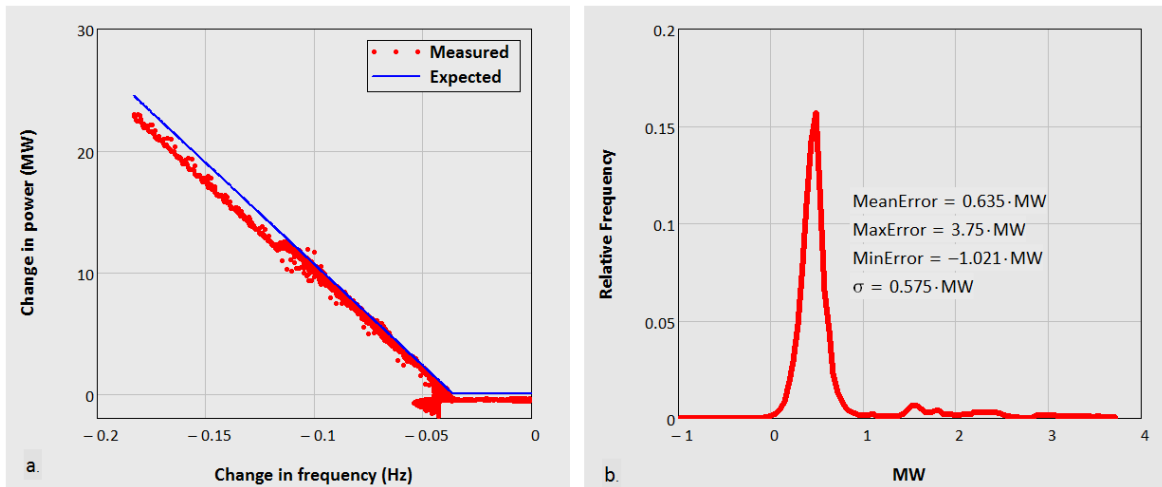 30
20
10
0
Change in power (MW)
Measured
Expected
−0.2
−0.15
−0.1
−0.05
0
Change in frequency (Hz)
a.
0.2
0.15
0.1
0.05
0
Relative Frequency
MeanError = 0.635·MW
MaxError = 3.75·MW
MinError = −1.021·MW
σ = 0.575·MW
−1
0
1
2
3
4
MW
b.